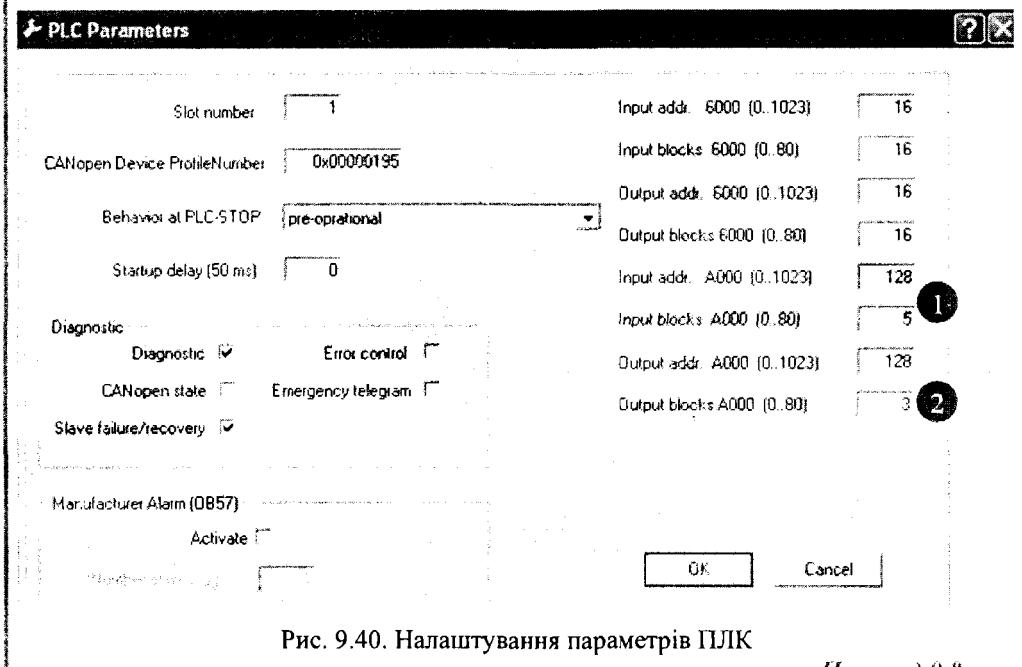 PLC Parameters
Slot number 1
CANopen Device ProfileNumber 0x00000195
Behavior at PLC-STOP pre-oprational
Startup delay (50 ms) 0
Diagnostic
Diagnostic Error control
CANopen state Emergency telegram
Slave failure/recovery
Manufacturer Alarm (OB57)
Activate
Input addr. 6000 (0..1023) 16
Input blocks 6000 (0..80) 16
Output addr. 6000 (0..1023) 16
Output blocks 6000 (0..80) 16
Input addr. A000 (0..1023) 128
1
Input blocks A000 (0..80) 5
Output addr. A000 (0..1023) 128
Output blocks A000 (0..80) 3
2
OK Cancel
Рис. 9.40. Налаштування параметрів ПЛК